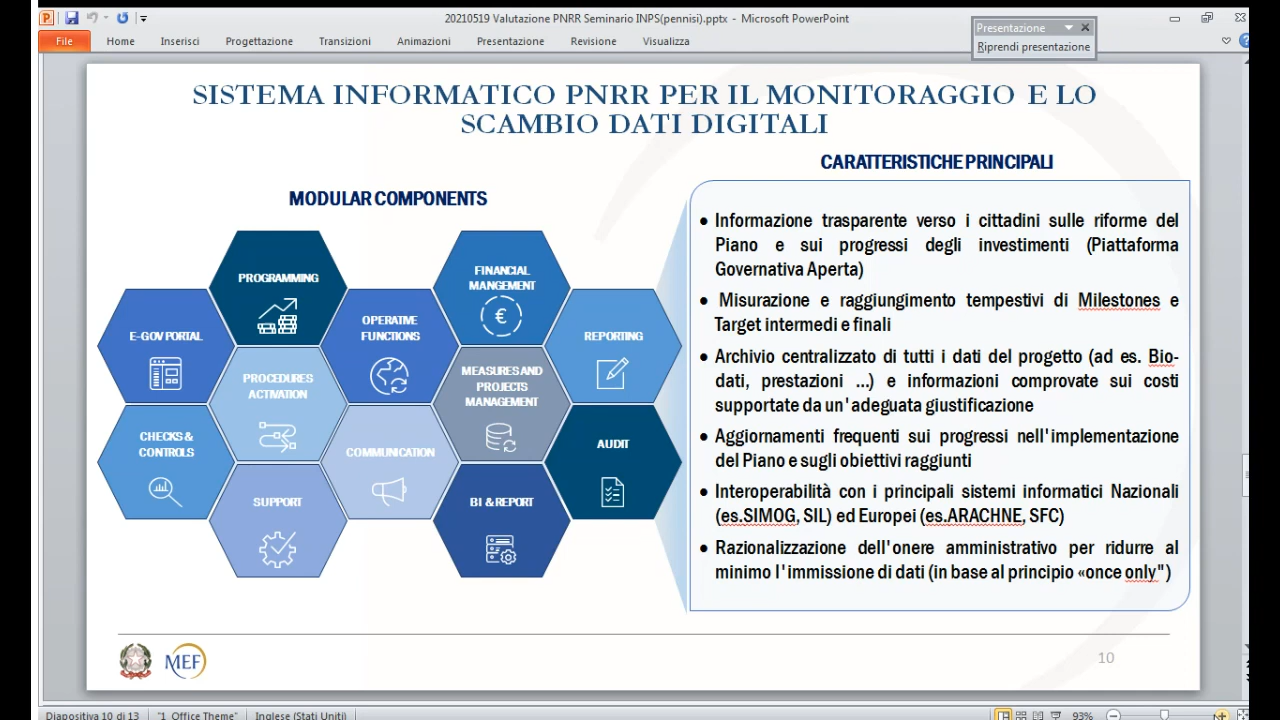 20210519 Valutazione PNRR Seminario INPS(pennisi).pptx - Microsoft PowerPoint
Presentazione
Riprendi presentazione
File Home Inserisci Progettazione Transizioni Animazioni Presentazione Revisione Visualizza
SISTEMA INFORMATICO PNRR PER IL MONITORAGGIO E LO
SCAMBIO DATI DIGITALI
MODULAR COMPONENTS
PROGRAMMING
FINANCIAL
MANGEMENT
E-GOV PORTAL
OPERATIVE
FUNCTIONS
REPORTING
PROCEDURES
ACTIVATION
MEASURES AND
PROJECTS
MANAGEMENT
CHECKS &
CONTROLS
COMMUNICATION
AUDIT
SUPPORT
BI & REPORT
CARATTERISTICHE PRINCIPALI
• Informazione trasparente verso i cittadini sulle riforme del
Piano e sui progressi degli investimenti (Piattaforma
Governativa Aperta)
• Misurazione e raggiungimento tempestivi di Milestones e
Target intermedi e finali
• Archivio centralizzato di tutti i dati del progetto (ad es. Bio-
dati, prestazioni ...) e informazioni comprovate sui costi
supportate da un'adeguata giustificazione
• Aggiornamenti frequenti sui progressi nell'implementazione
del Piano e sugli obiettivi raggiunti
• Interoperabilità con i principali sistemi informatici Nazionali
(es.SIMOG, SIL) ed Europei (es.ARACHNE, SFC)
• Razionalizzazione dell'onere amministrativo per ridurre al
minimo l'immissione di dati (in base al principio «once only")
MEF
10
Diapositiva 10 di 13 "1_Office Theme" Inglese (Stati Uniti) 93%